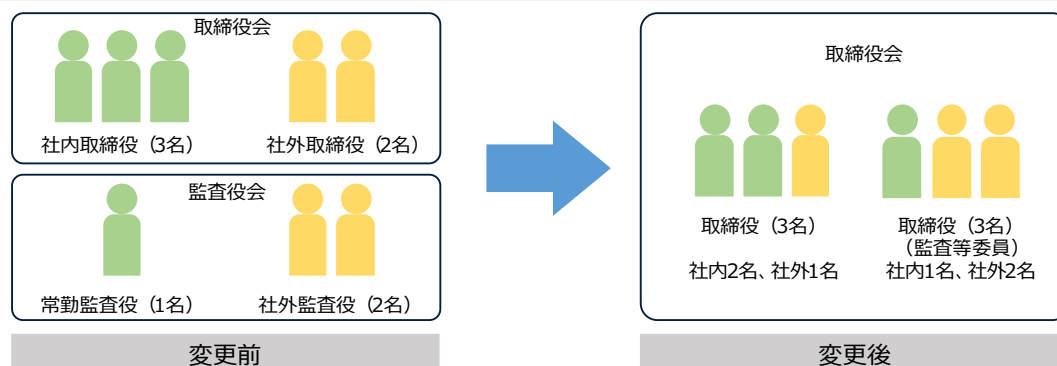 取締役会
社内取締役（3名）
社外取締役（2名）
監査役会
常勤監査役（1名）
社外監査役（2名）
変更前
取締役会
取締役（3名）
社内2名、社外1名
取締役（3名）
（監査等委員）
社内1名、社外2名
変更後